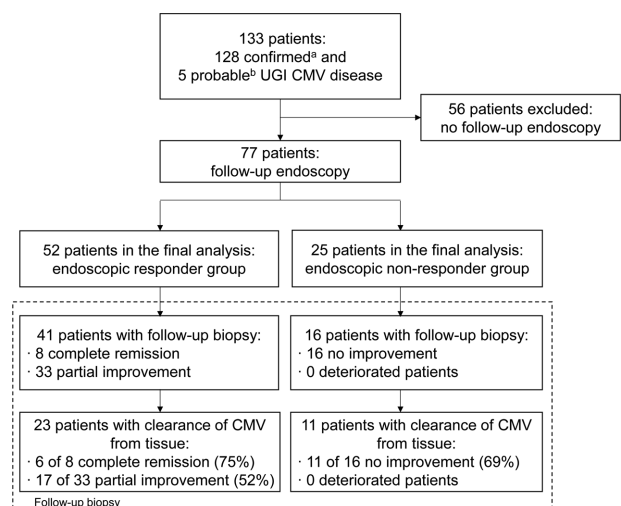 133 patients:
128 confirmedᵃ and
5 probableᵇ UGI CMV disease
56 patients excluded:
no follow-up endoscopy
77 patients:
follow-up endoscopy
52 patients in the final analysis:
endoscopic responder group
25 patients in the final analysis:
endoscopic non-responder group
41 patients with follow-up biopsy:
· 8 complete remission
· 33 partial improvement
16 patients with follow-up biopsy:
· 16 no improvement
· 0 deteriorated patients
23 patients with clearance of CMV
from tissue:
· 6 of 8 complete remission (75%)
· 17 of 33 partial improvement (52%)
11 patients with clearance of CMV
from tissue:
· 11 of 16 no improvement (69%)
· 0 deteriorated patients
Follow-up biopsy